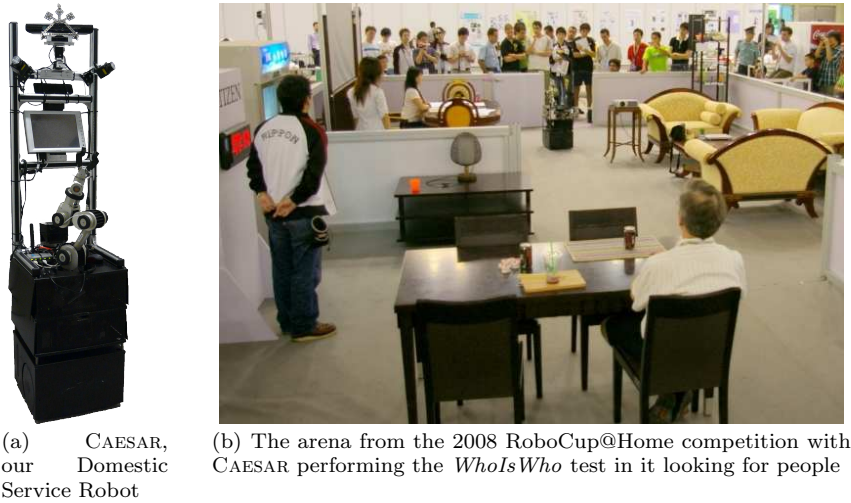 TIZEN
NIPPON
(a) CAESAR,
our Domestic
Service Robot
(b) The arena from the 2008 RoboCup@Home competition with
CAESAR performing the WhoIsWho test in it looking for people